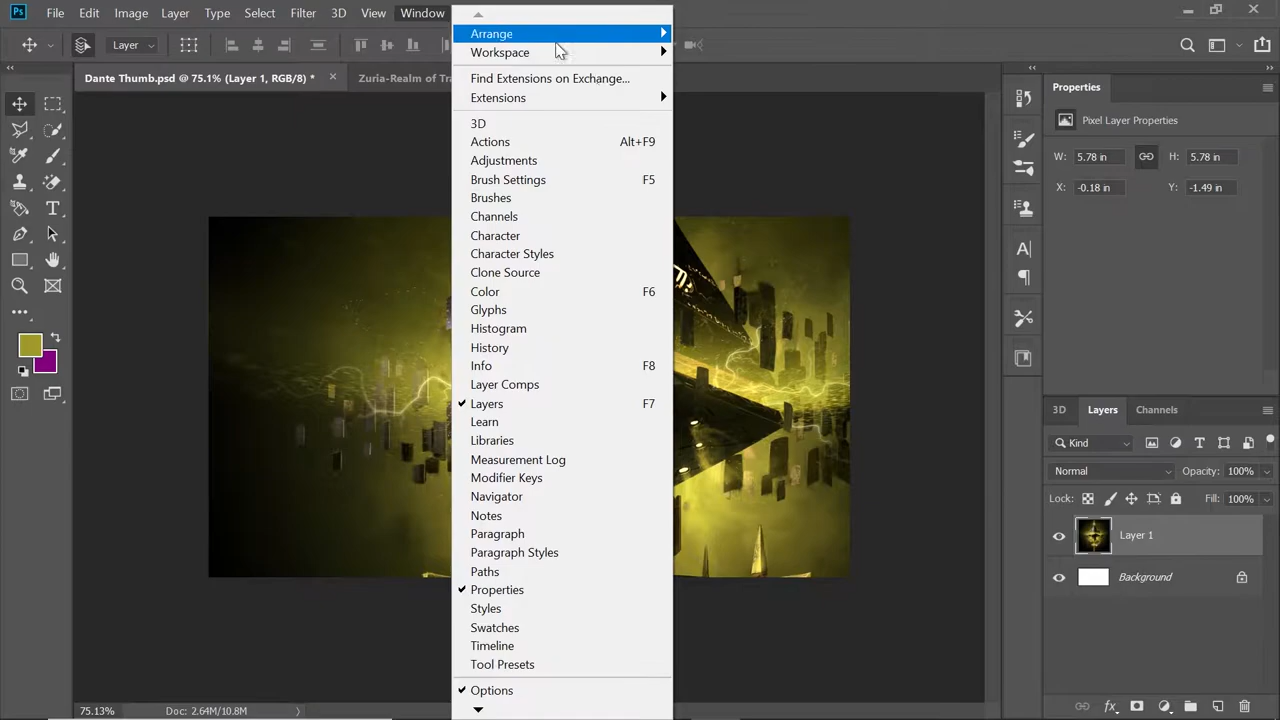 Ps File Edit Image Layer Type Select Filter 3D View Window
Layer
Dante Thumb.psd @ 75.1% (Layer 1, RGB/8) * × Zuria-Realm of Tr
Arrange
Workspace
Find Extensions on Exchange...
Extensions
3D
Actions Alt+F9
Adjustments
Brush Settings F5
Brushes
Channels
Character
Character Styles
Clone Source
Color F6
Glyphs
Histogram
History
Info F8
Layer Comps
Layers F7
Learn
Libraries
Measurement Log
Modifier Keys
Navigator
Notes
Paragraph
Paragraph Styles
Paths
Properties
Styles
Swatches
Timeline
Tool Presets
Options
Properties
Pixel Layer Properties
W: 5.78 in H: 5.78 in
X: -0.18 in Y: -1.49 in
3D Layers Channels
Kind
Normal Opacity: 100%
Lock: Fill: 100%
Layer 1
Background
75.13% Doc: 2.64M/10.8M